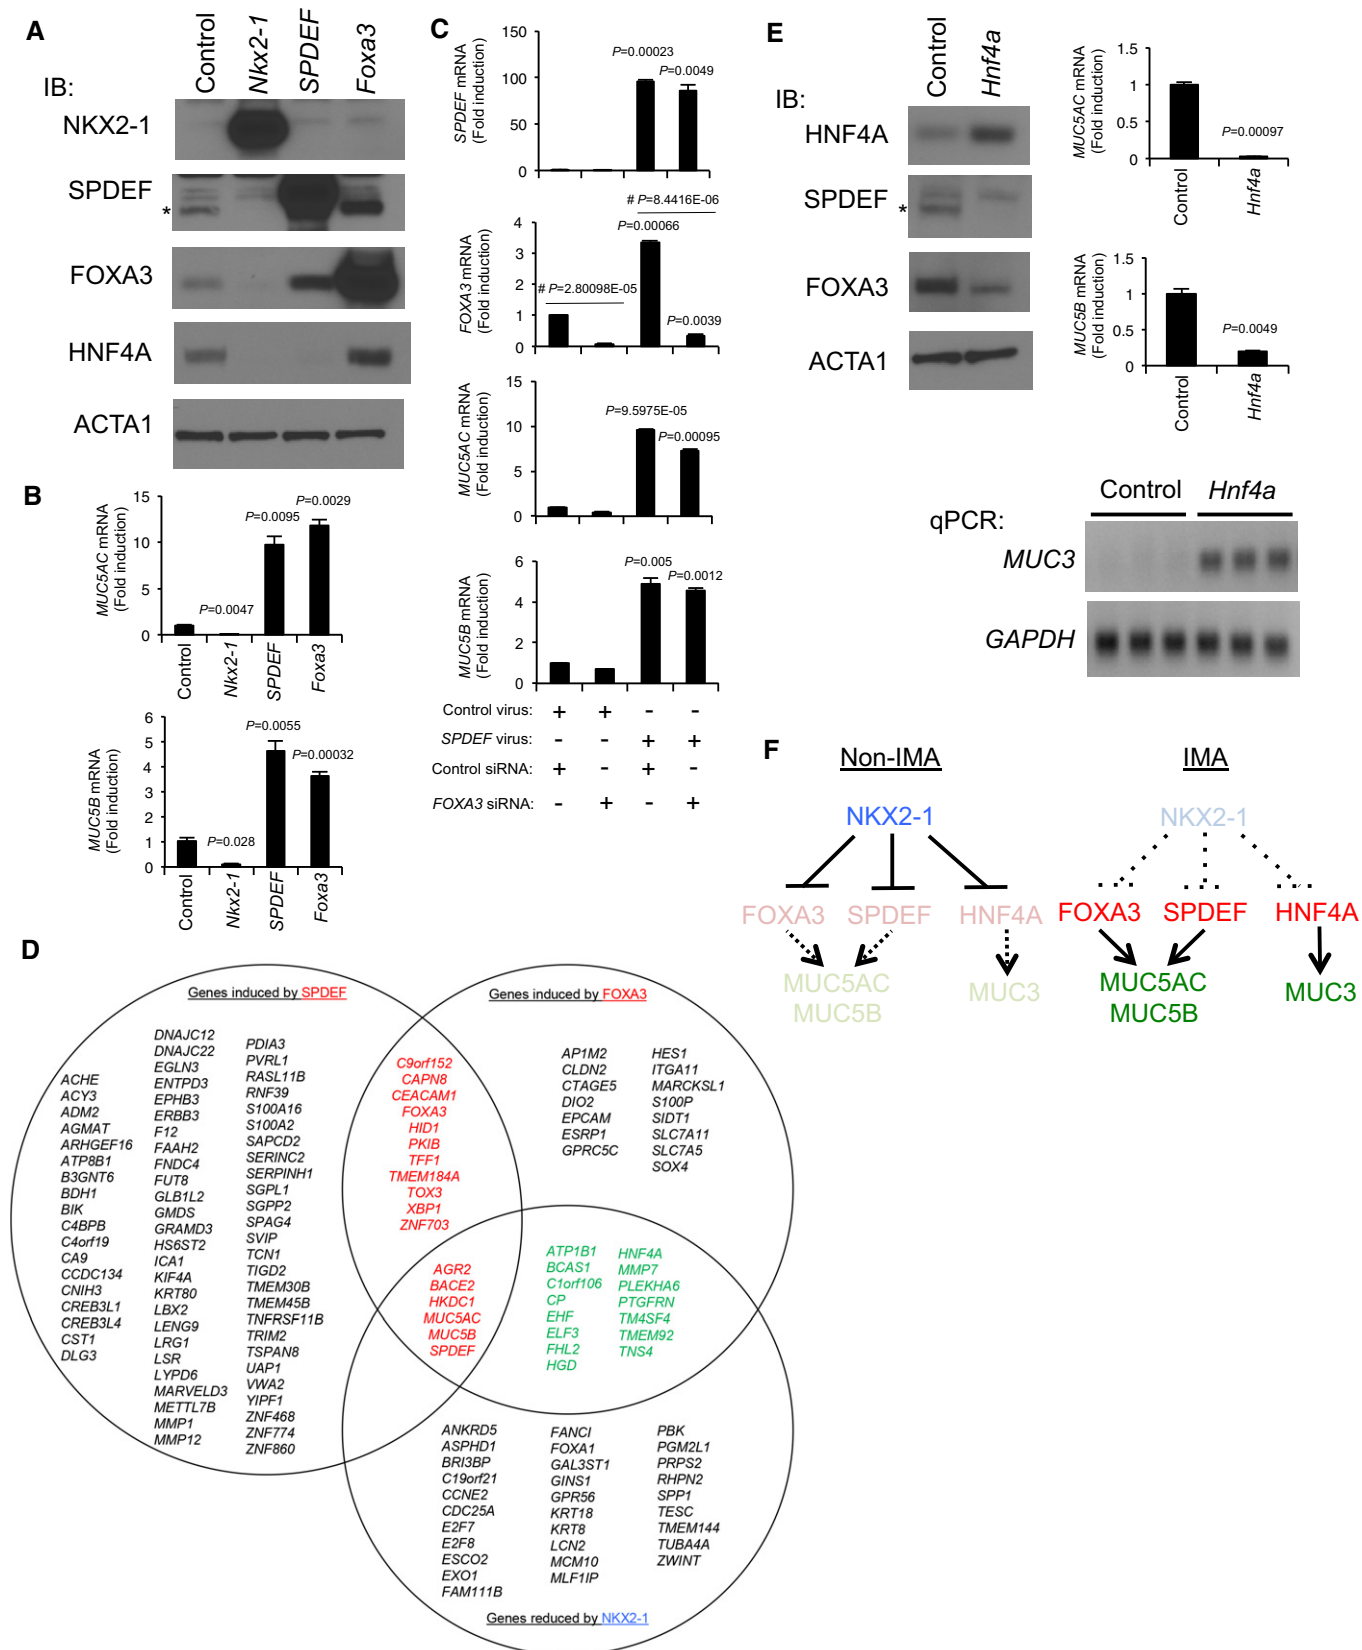 A
Control
Nkx2-1
SPDEF
Foxa3
IB:
NKX2-1
SPDEF
*
FOXA3
HNF4A
ACTA1
B
MUC5AC mRNA
(Fold induction)
15
10
5
0
P=0.0047
P=0.0095
P=0.0029
Control
Nkx2-1
SPDEF
Foxa3
MUC5B mRNA
(Fold induction)
6
5
4
3
2
1
0
P=0.028
P=0.0055
P=0.00032
Control
Nkx2-1
SPDEF
Foxa3
C
SPDEF mRNA
(Fold induction)
150
100
50
0
P=0.00023
P=0.0049
FOXA3 mRNA
(Fold induction)
4
3
2
1
0
# P=8.4416E-06
P=0.00066
# P=2.80098E-05
P=0.0039
MUC5AC mRNA
(Fold induction)
15
10
5
0
P=9.5975E-05
P=0.00095
MUC5B mRNA
(Fold induction)
6
4
2
0
P=0.005
P=0.0012
Control virus: + + - -
SPDEF virus: - - + +
Control siRNA: + - + -
FOXA3 siRNA: - + - +
D
Genes induced by SPDEF
ACHE
ACY3
ADM2
AGMAT
ARHGEF16
ATP8B1
B3GNT6
BDH1
BIK
C4BPB
C4orf19
CA9
CCDC134
CNIH3
CREB3L1
CREB3L4
CST1
DLG3
DNAJC12
DNAJC22
EGLN3
ENTPD3
EPHB3
ERBB3
F12
FAAH2
FNDC4
FUT8
GLB1L2
GMDS
GRAMD3
HS6ST2
ICA1
KIF4A
KRT80
LBX2
LENG9
LRG1
LSR
LYPD6
MARVELD3
METTL7B
MMP1
MMP12
PDIA3
PVRL1
RASL11B
RNF39
S100A16
S100A2
SAPCD2
SERINC2
SERPINH1
SGPL1
SGPP2
SPAG4
SVIP
TCN1
TIGD2
TMEM30B
TMEM45B
TNFRSF11B
TRIM2
TSPAN8
UAP1
VWA2
YIPF1
ZNF468
ZNF774
ZNF860
C9orf152
CAPN8
CEACAM1
FOXA3
HID1
PKIB
TFF1
TMEM184A
TOX3
XBP1
ZNF703
Genes induced by FOXA3
AP1M2
CLDN2
CTAGE5
DIO2
EPCAM
ESRP1
GPRC5C
HES1
ITGA11
MARCKSL1
S100P
SIDT1
SLC7A11
SLC7A5
SOX4
AGR2
BACE2
HKDC1
MUC5AC
MUC5B
SPDEF
ATP1B1
BCAS1
C1orf106
CP
EHF
ELF3
FHL2
HGD
HNF4A
MMP7
PLEKHA6
PTGFRN
TM4SF4
TMEM92
TNS4
ANKRD5
ASPHD1
BRI3BP
C19orf21
CCNE2
CDC25A
E2F7
E2F8
ESCO2
EXO1
FAM111B
FANCI
FOXA1
GAL3ST1
GINS1
GPR56
KRT18
KRT8
LCN2
MCM10
MLF1IP
PBK
PGM2L1
PRPS2
RHPN2
SPP1
TESC
TMEM144
TUBA4A
ZWINT
Genes reduced by NKX2-1
E
Control
Hnf4a
IB:
HNF4A
SPDEF
*
FOXA3
ACTA1
MUC5AC mRNA
(Fold induction)
1.5
1
0.5
0
P=0.00097
Control
Hnf4a
MUC5B mRNA
(Fold induction)
1.5
1
0.5
0
P=0.0049
Control
Hnf4a
Control Hnf4a
qPCR:
MUC3
GAPDH
F
Non-IMA
NKX2-1
FOXA3 SPDEF HNF4A
MUC5AC
MUC5B
MUC3
IMA
NKX2-1
FOXA3 SPDEF HNF4A
MUC5AC
MUC5B
MUC3